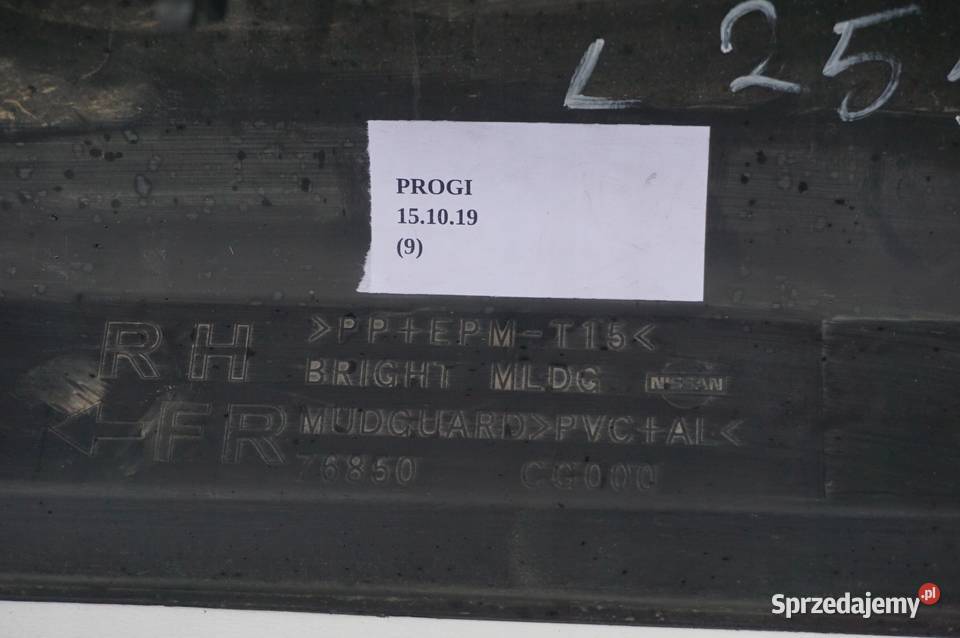 L 25
PROGI
15.10.19
(9)
RH
>PP+EPM-T15<
BRIGHT MLDG NISSAN
←FR
MUDGUARD>PVC+AL<
76850 CG000
Sprzedajemy.pl